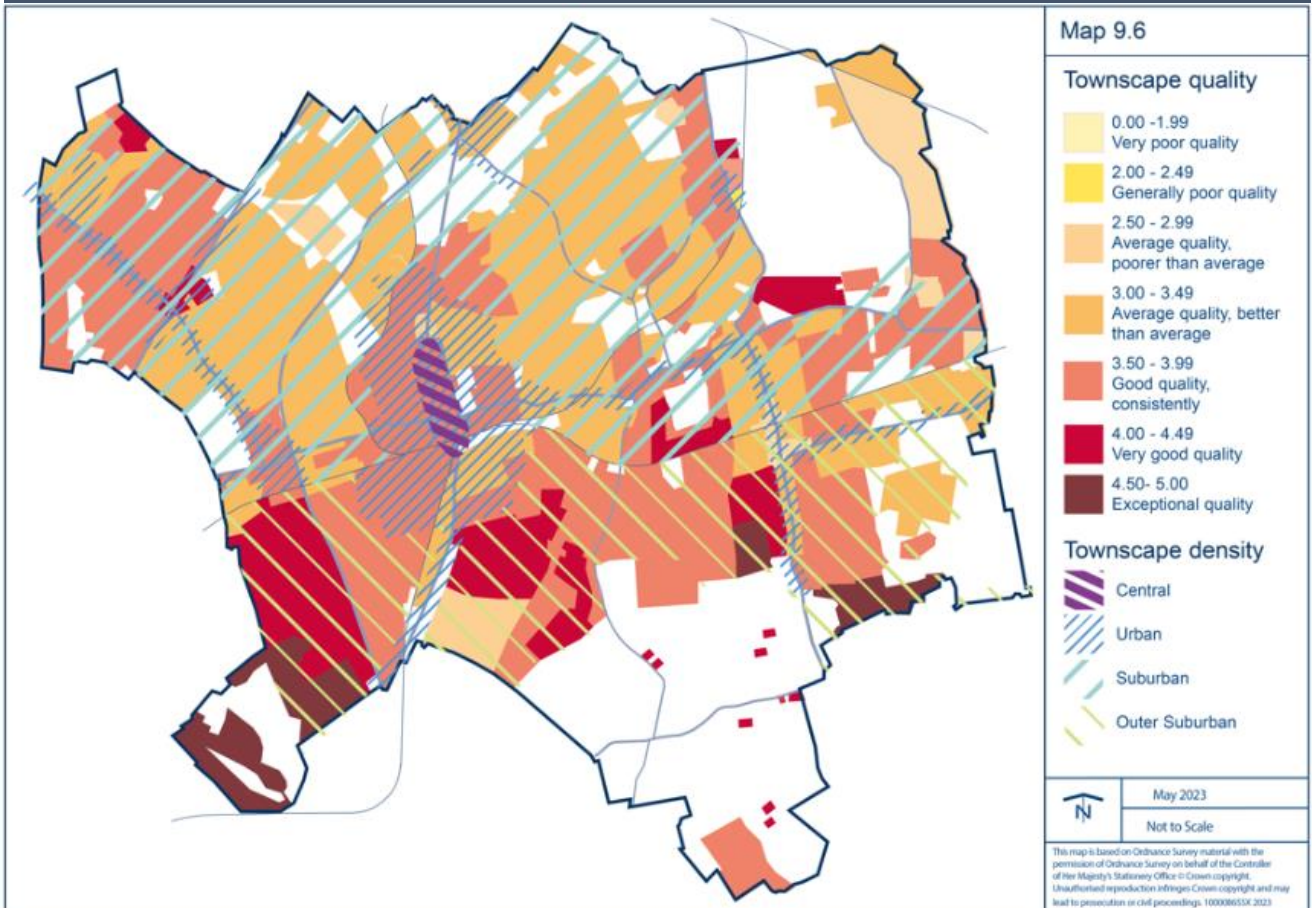 Map 9.6
Townscape quality
0.00 -1.99
Very poor quality
2.00 - 2.49
Generally poor quality
2.50 - 2.99
Average quality,
poorer than average
3.00 - 3.49
Average quality, better
than average
3.50 - 3.99
Good quality,
consistently
4.00 - 4.49
Very good quality
4.50- 5.00
Exceptional quality
Townscape density
Central
Urban
Suburban
Outer Suburban
N
May 2023
Not to Scale
This map is based on Ordnance Survey material with the
permission of Ordnance Survey on behalf of the Controller
of Her Majesty's Stationery Office © Crown copyright.
Unauthorised reproduction infringes Crown copyright and may
lead to prosecution or civil proceedings. 100008655X 2023